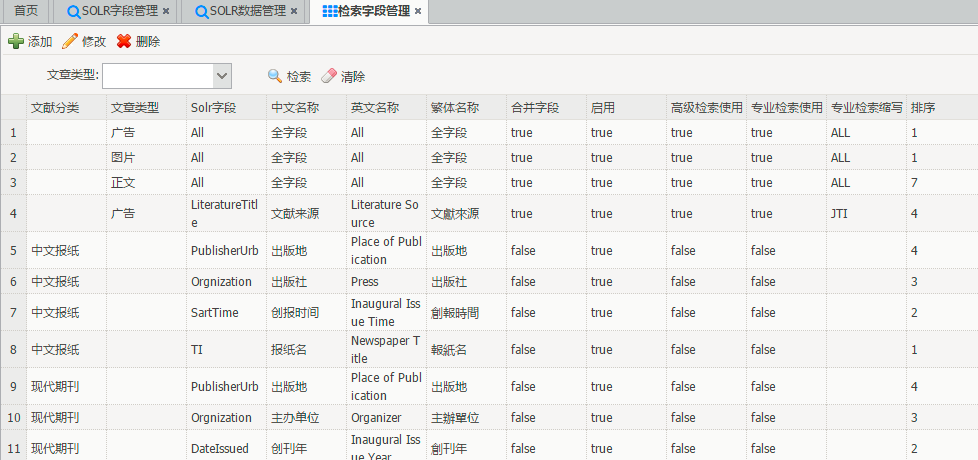 首页 SOLR字段管理 SOLR数据管理 检索字段管理
添加 修改 删除
文章类型: 检索 清除
文献分类 文章类型 Solr字段 中文名称 英文名称 繁体名称 合并字段 启用 高级检索使用 专业检索使用 专业检索缩写 排序
1 广告 All 全字段 All 全字段 true true true true ALL 1
2 图片 All 全字段 All 全字段 true true true true ALL 1
3 正文 All 全字段 All 全字段 true true true true ALL 7
4 广告 LiteratureTitl
e 文献来源 Literature So
urce 文獻來源 true true true true JTI 4
5 中文报纸 PublisherUrb 出版地 Place of Publ
ication 出版地 false true false false 4
6 中文报纸 Orgnization 出版社 Press 出版社 false true false false 3
7 中文报纸 SartTime 创报时间 Inaugural Iss
ue Time 創報時間 false true false false 2
8 中文报纸 TI 报纸名 Newspaper T
itle 報紙名 false true false false 1
9 现代期刊 PublisherUrb 出版地 Place of Publ
ication 出版地 false true false false 4
10 现代期刊 Orgnization 主办单位 Organizer 主辦單位 false true false false 3
11 现代期刊 DateIssued 创刊年 Inaugural Iss
ue Year 創刊年 false true false false 2